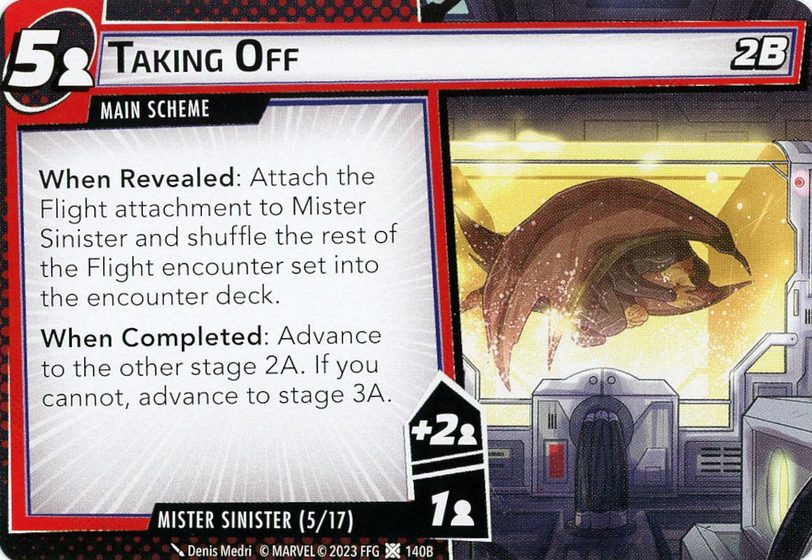 5 TAKING OFF 2B
MAIN SCHEME
When Revealed: Attach the
Flight attachment to Mister
Sinister and shuffle the rest of
the Flight encounter set into
the encounter deck.
When Completed: Advance
to the other stage 2A. If you
cannot, advance to stage 3A.
+2
1
MISTER SINISTER (5/17)
Denis Medri © MARVEL © 2023 FFG 140B